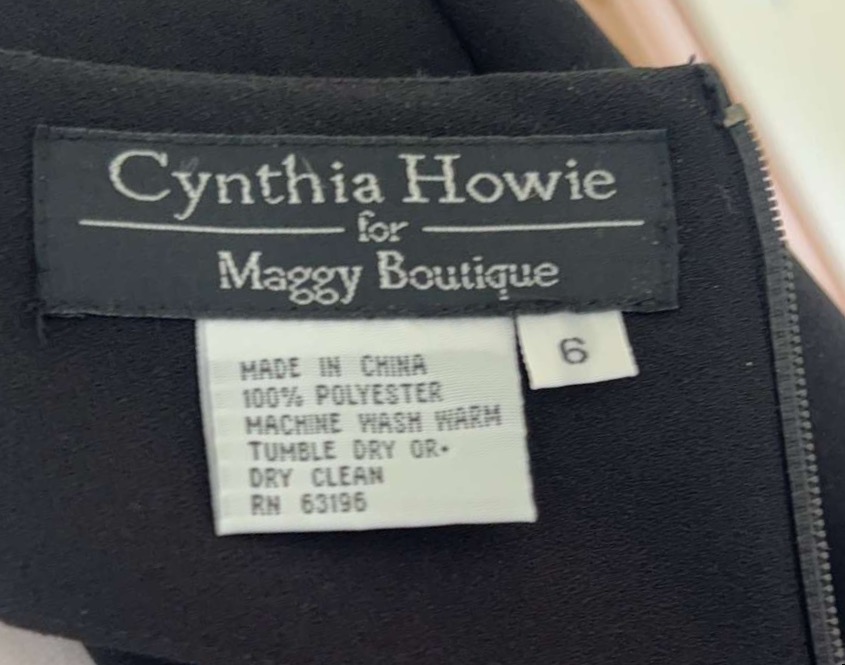 Cynthia Howie
for
Maggy Boutique
6
MADE IN CHINA
100% POLYESTER
MACHINE WASH WARM
TUMBLE DRY OR•
DRY CLEAN
RN 63196